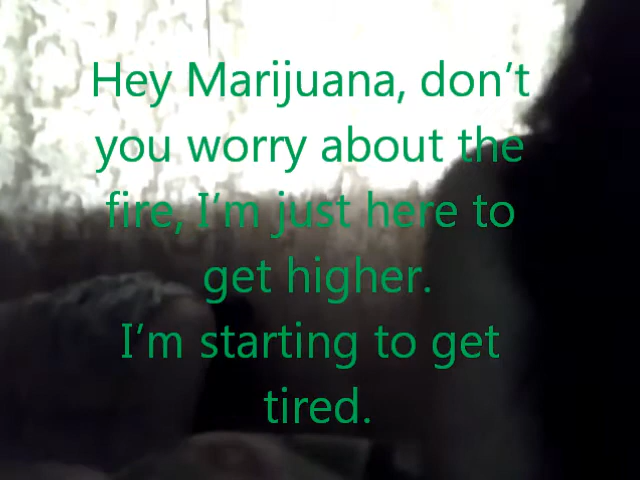 Hey Marijuana, don't
you worry about the
fire, I'm just here to
get higher.
I'm starting to get
tired.